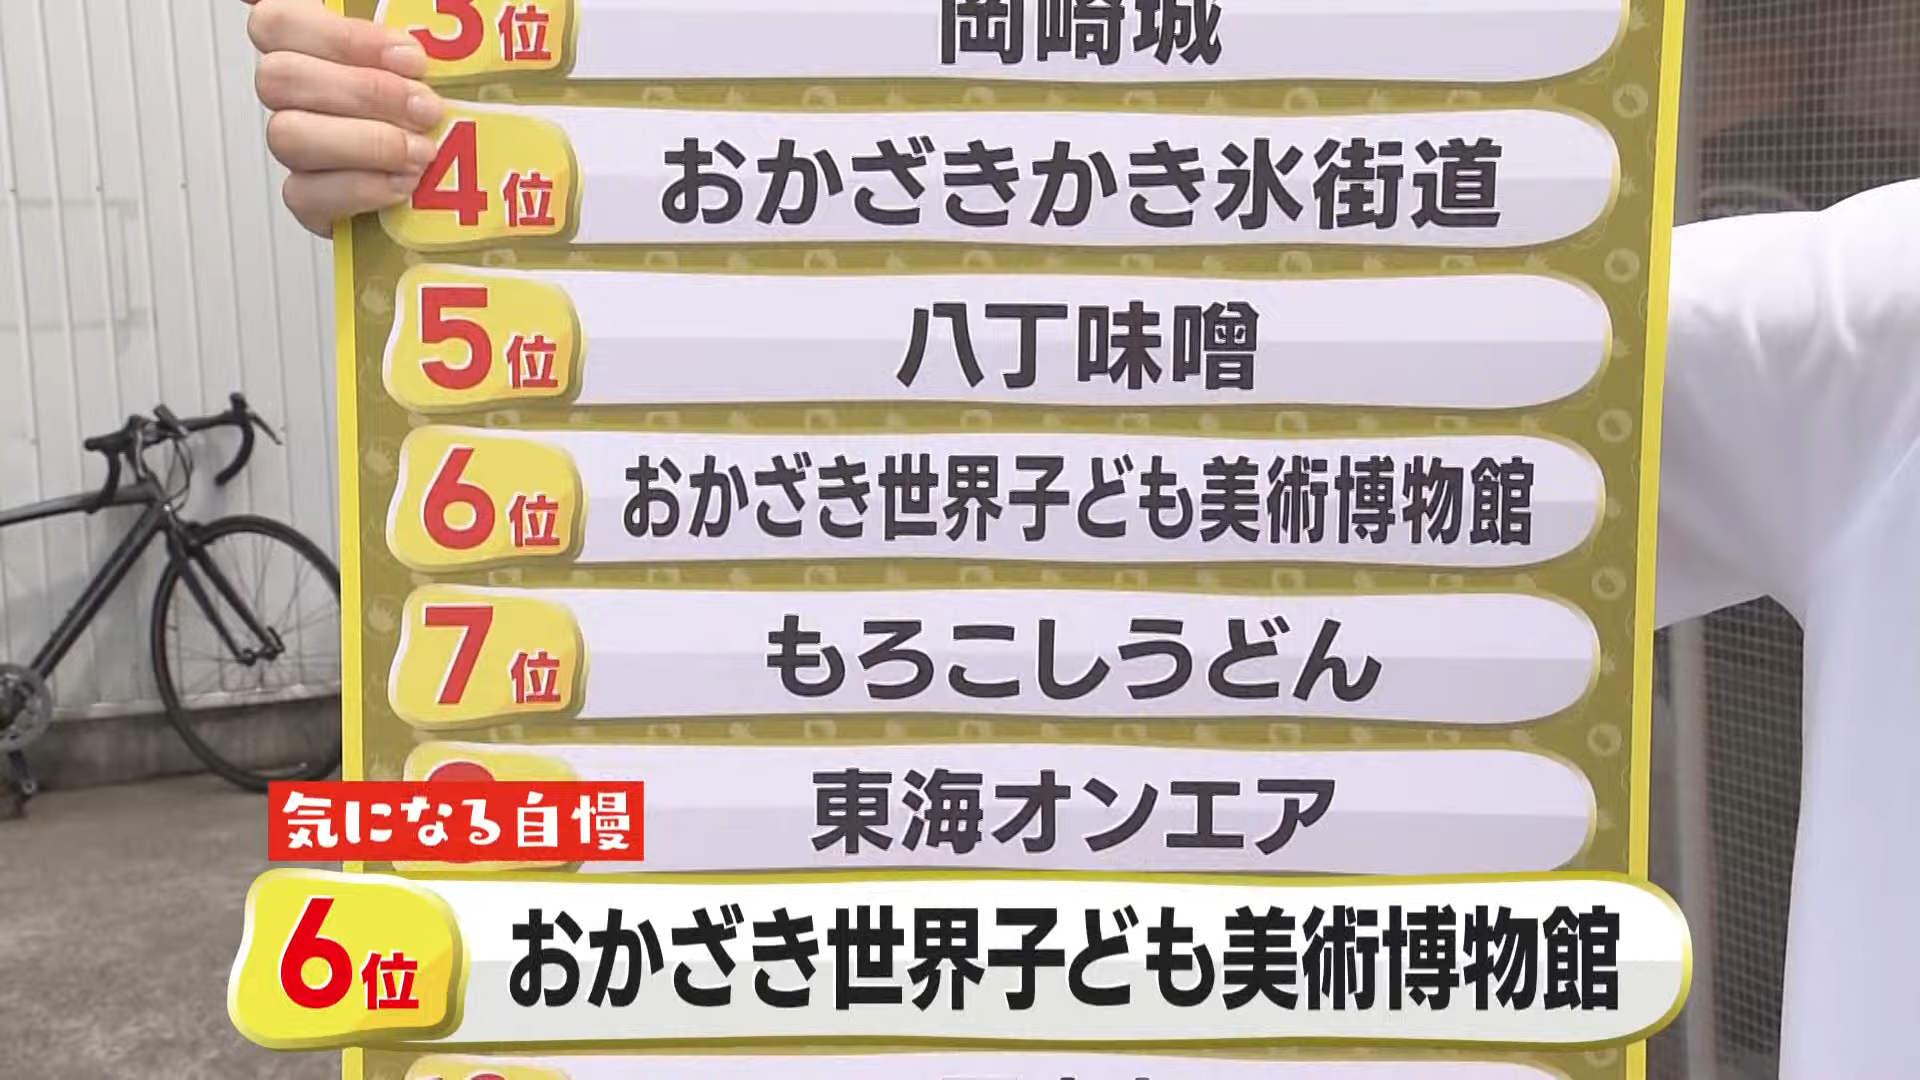 3位 岡崎城
4位 おかざきかき氷街道
5位 八丁味噌
6位 おかざき世界子ども美術博物館
7位 もろこしうどん
東海オンエア
気になる自慢
6位 おかざき世界子ども美術博物館